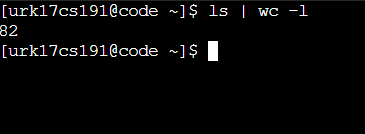 [urk17cs191@code ~]$ ls | wc -l
82
[urk17cs191@code ~]$